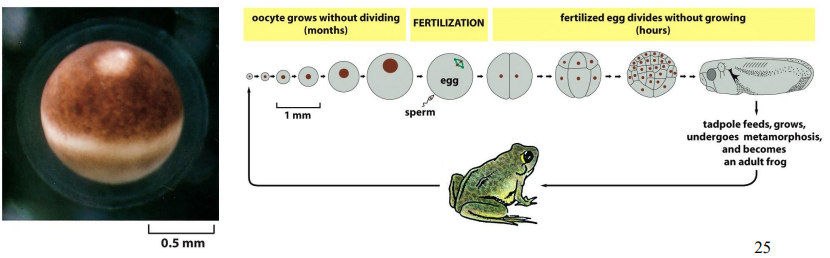 oocyte grows without dividing
(months)
FERTILIZATION
fertilized egg divides without growing
(hours)
egg
sperm
1 mm
tadpole feeds, grows,
undergoes metamorphosis,
and becomes
an adult frog
0.5 mm
25